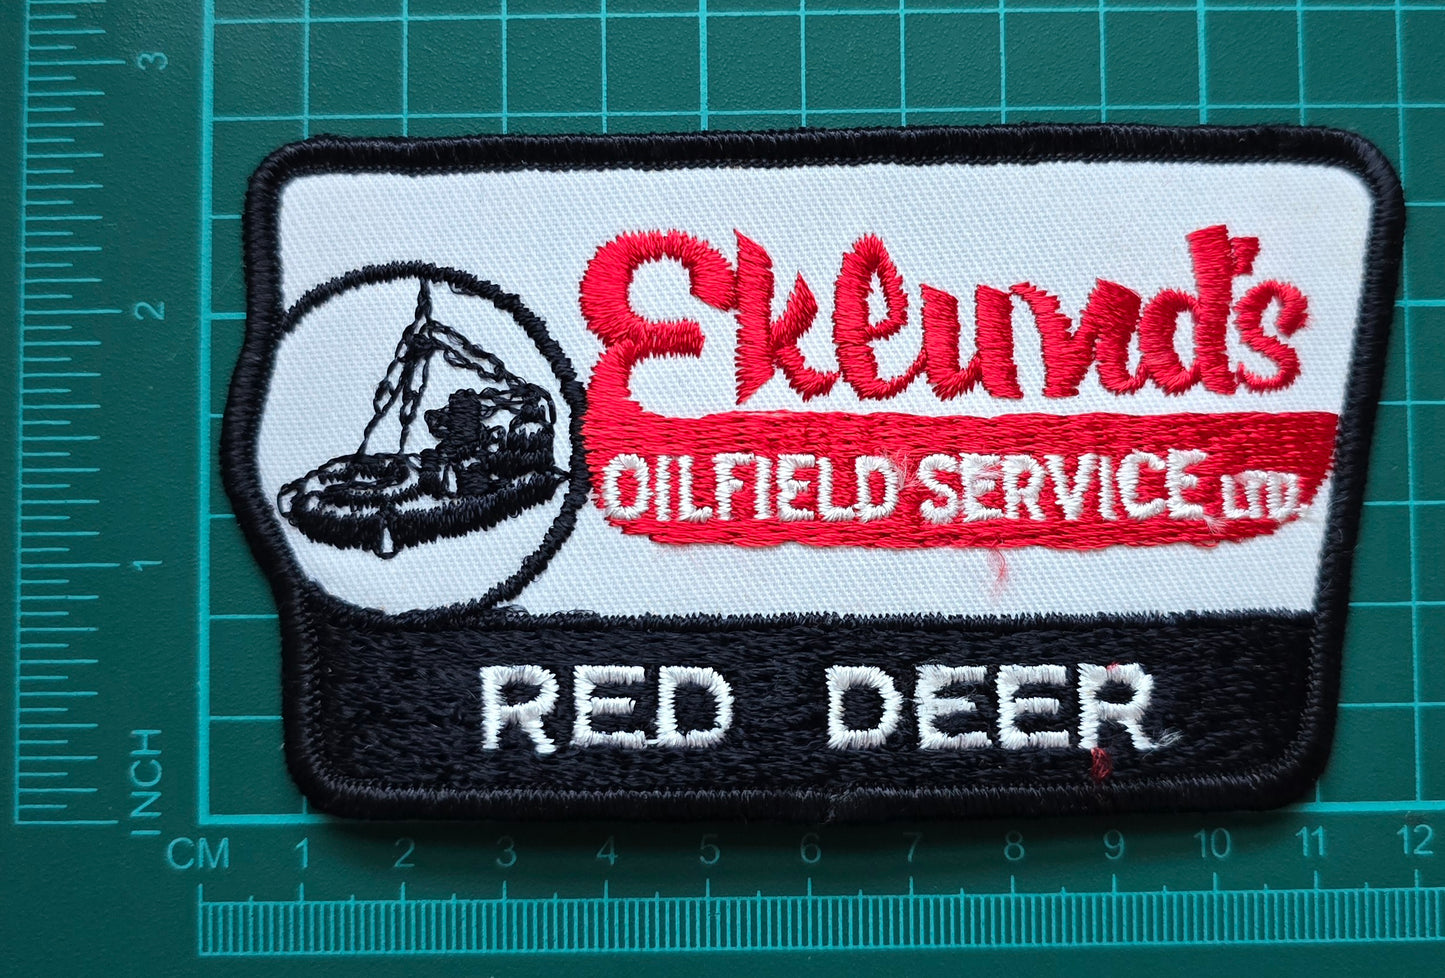 Eklund's
OILFIELD SERVICE LTD.
RED DEER
3
2
1
INCH
CM 1 2 3 4 5 6 7 8 9 10 11 12